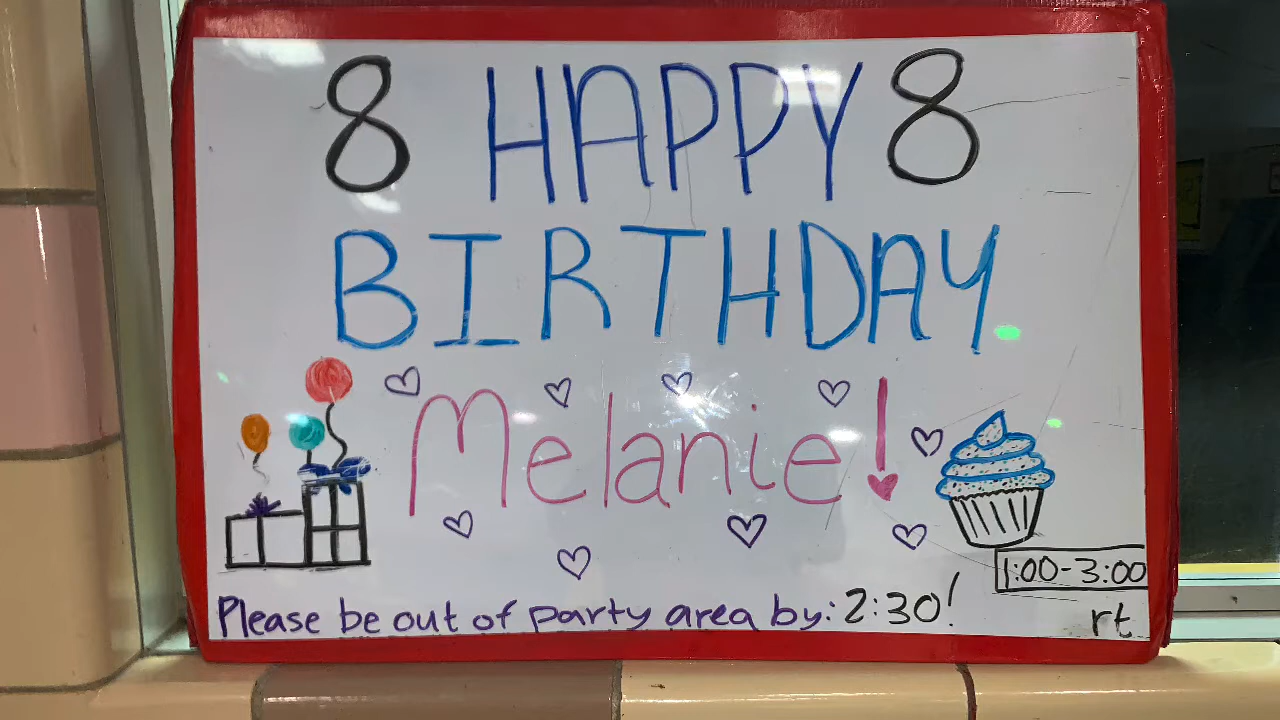 8 HAPPY 8
BIRTHDAY
Melanie!
1:00-3:00
Please be out of party area by: 2:30!
rt